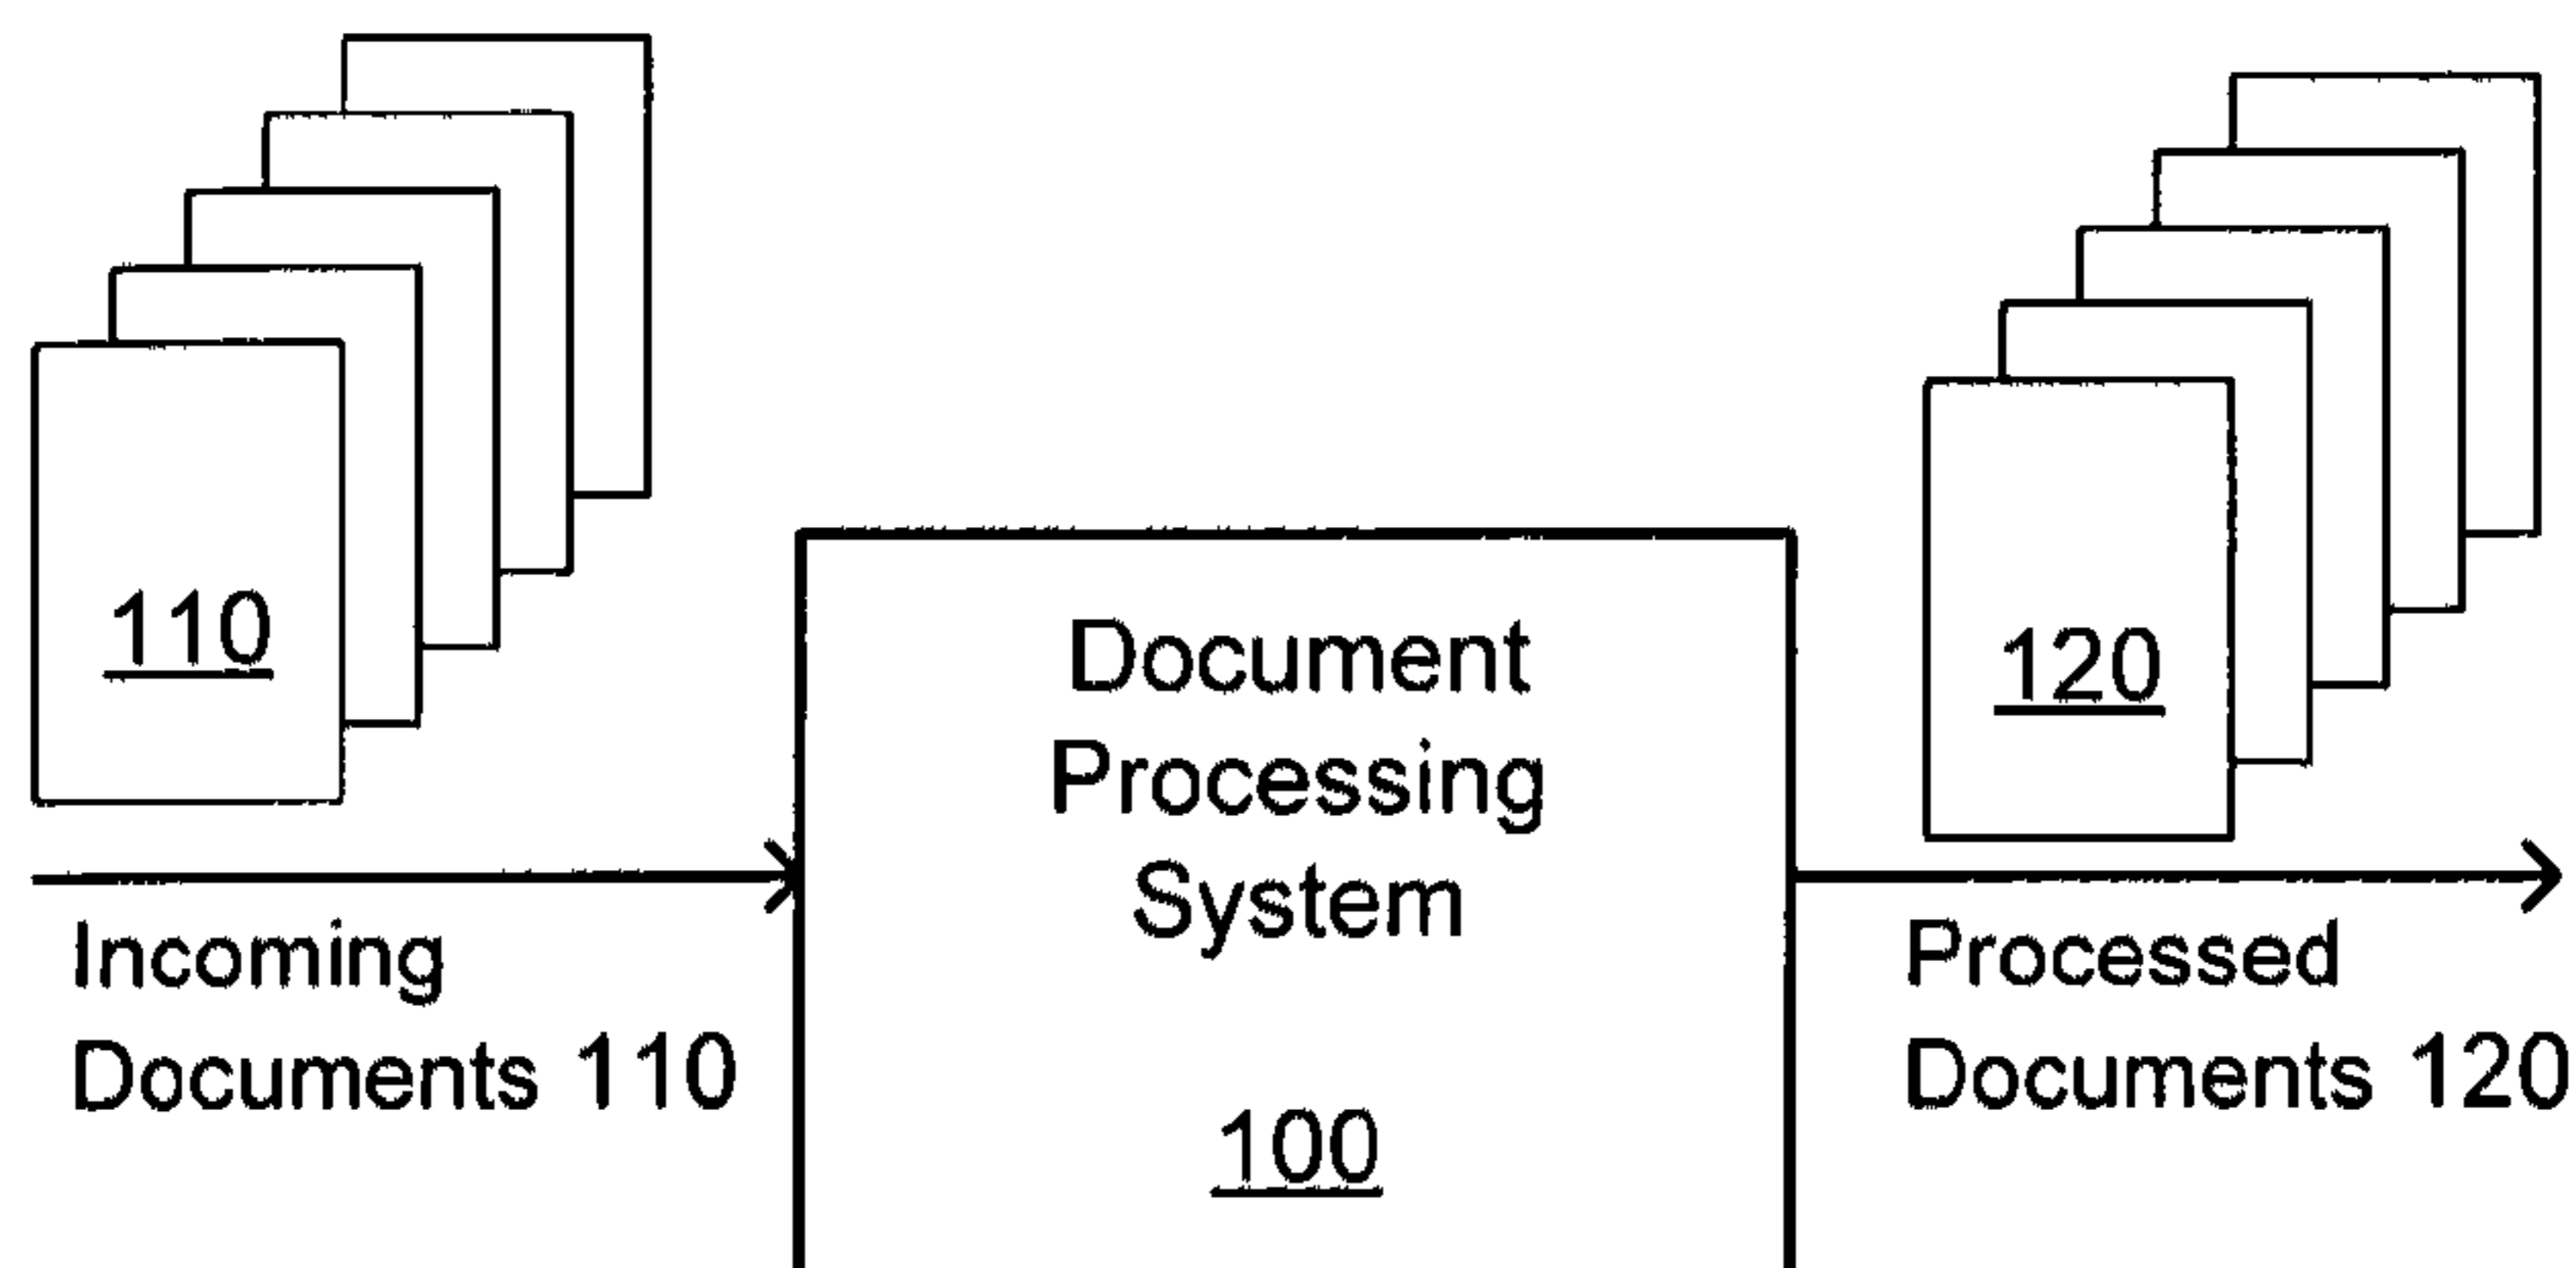 110
Incoming
Documents 110
Document
Processing
System
100
120
Processed
Documents 120